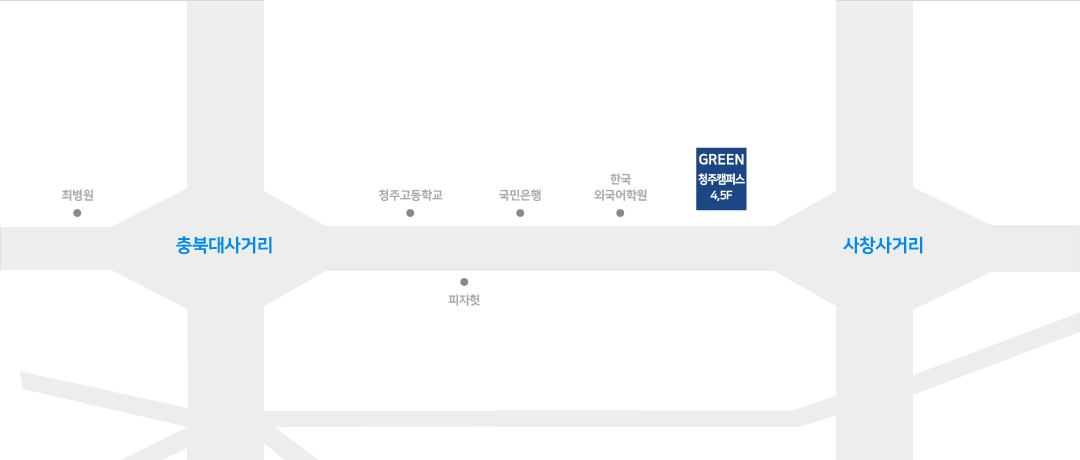 최병원
충북대사거리
청주고등학교
국민은행
한국
외국어학원
피자헛
GREEN
청주캠퍼스
4,5F
사창사거리